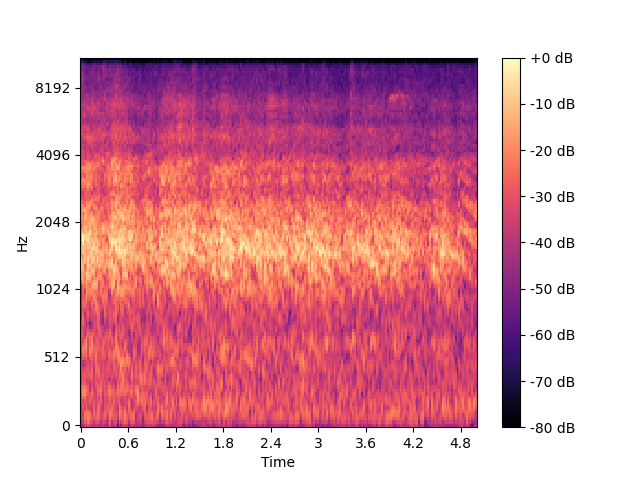 +0 dB
8192
-10 dB
4096
-20 dB
-30 dB
2048
-40 dB
Hz
-50 dB
1024
-60 dB
512
-70 dB
0
-80 dB
0 0.6 1.2 1.8 2.4 3 3.6 4.2 4.8
Time